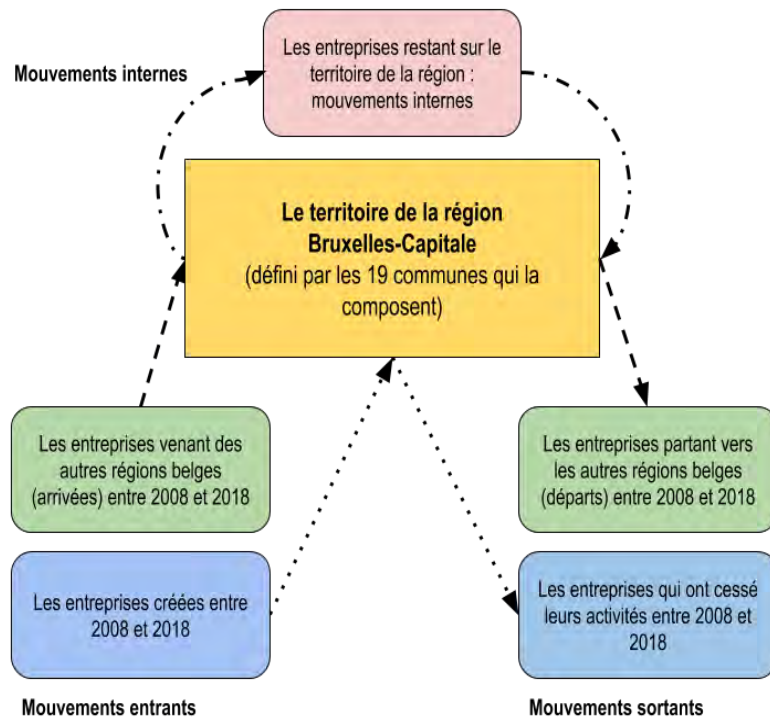 Les entreprises restant sur le
territoire de la région :
mouvements internes
Mouvements internes
Le territoire de la région
Bruxelles-Capitale
(défini par les 19 communes qui la
composent)
Les entreprises venant des
autres régions belges
(arrivées) entre 2008 et 2018
Les entreprises partant vers
les autres régions belges
(départs) entre 2008 et 2018
Les entreprises créées entre
2008 et 2018
Les entreprises qui ont cessé
leurs activités entre 2008 et
2018
Mouvements entrants
Mouvements sortants